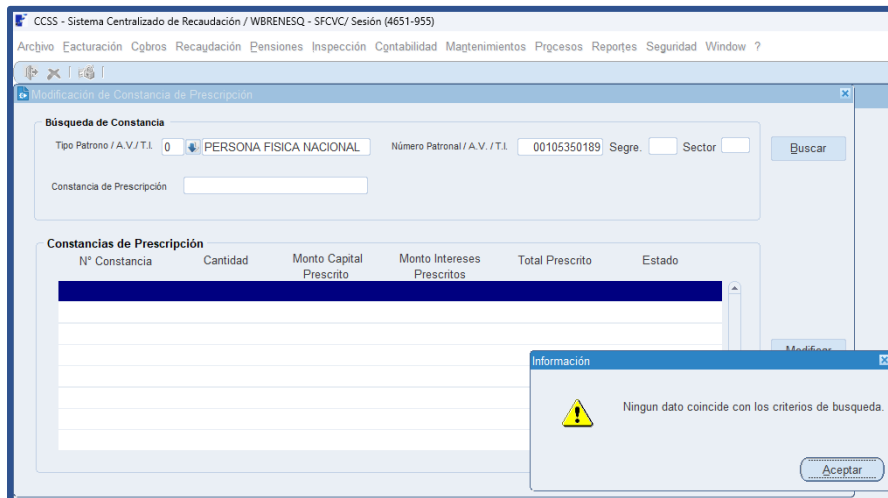 CCSS - Sistema Centralizado de Recaudación / WBRENESQ - SFCVC/ Sesión (4651-955)
Archivo Facturación Cobros Recaudación Pensiones Inspección Contabilidad Mantenimientos Procesos Reportes Seguridad Window ?
Modificación de Constancia de Prescripción
Búsqueda de Constancia
Tipo Patrono / A.V./ T.I. 0 PERSONA FISICA NACIONAL Número Patronal / A.V. / T.I. 00105350189 Segre. Sector Buscar
Constancia de Prescripción
Constancias de Prescripción
N° Constancia Cantidad Monto Capital Prescrito Monto Intereses Prescritos Total Prescrito Estado
Modificar
Información
Ningun dato coincide con los criterios de busqueda.
Aceptar